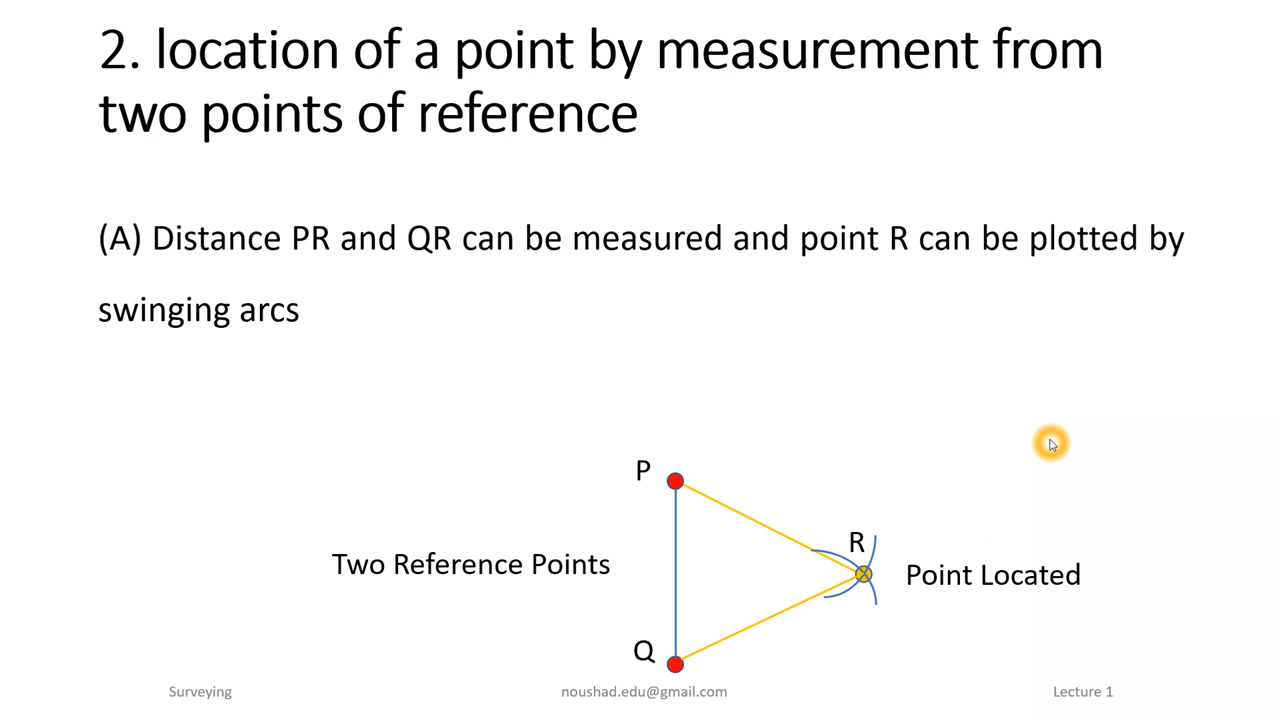 2. location of a point by measurement from
two points of reference
(A) Distance PR and QR can be measured and point R can be plotted by
swinging arcs
P
R
Two Reference Points
Point Located
Q
Surveying
noushad.edu@gmail.com
Lecture 1